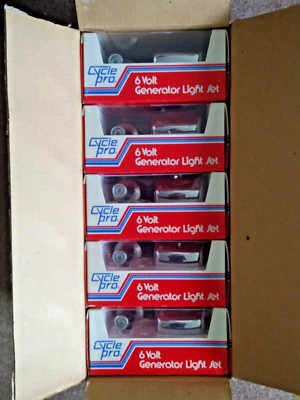 Cycle
pro.
6 Volt
Generator Light Set
Cycle
pro.
6 Volt
Generator Light Set
Cycle
pro.
6 Volt
Generator Light Set
Cycle
pro.
6 Volt
Generator Light Set
Cycle
pro.
6 Volt
Generator Light Set